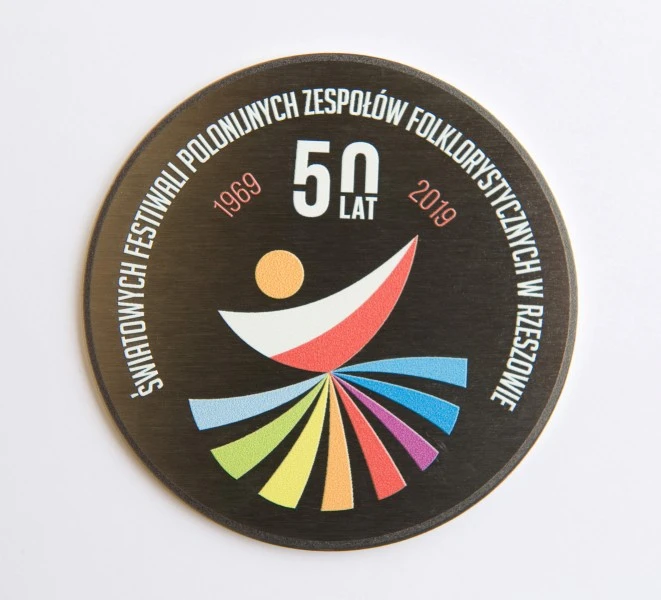 ŚWIATOWYCH FESTIWALI POLONIJNYCH ZESPOŁÓW FOLKLORYSTYCZNYCH W RZESZOWIE
1969
50
LAT
2019